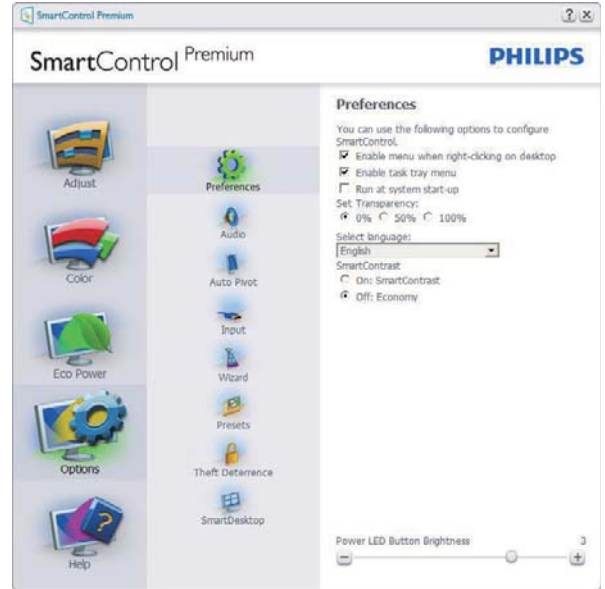 SmartControl Premium
SmartControl Premium
PHILIPS
Adjust
Color
Eco Power
Options
Help
Preferences
Audio
Auto Pivot
Input
Wizard
Presets
Theft Deterrence
SmartDesktop
Preferences
You can use the following options to configure
SmartControl.
Enable menu when right-clicking on desktop
Enable task tray menu
Run at system start-up
Set Transparency:
0% 50% 100%
Select language:
English
SmartContrast
On: SmartContrast
Off: Economy
Power LED Button Brightness 3